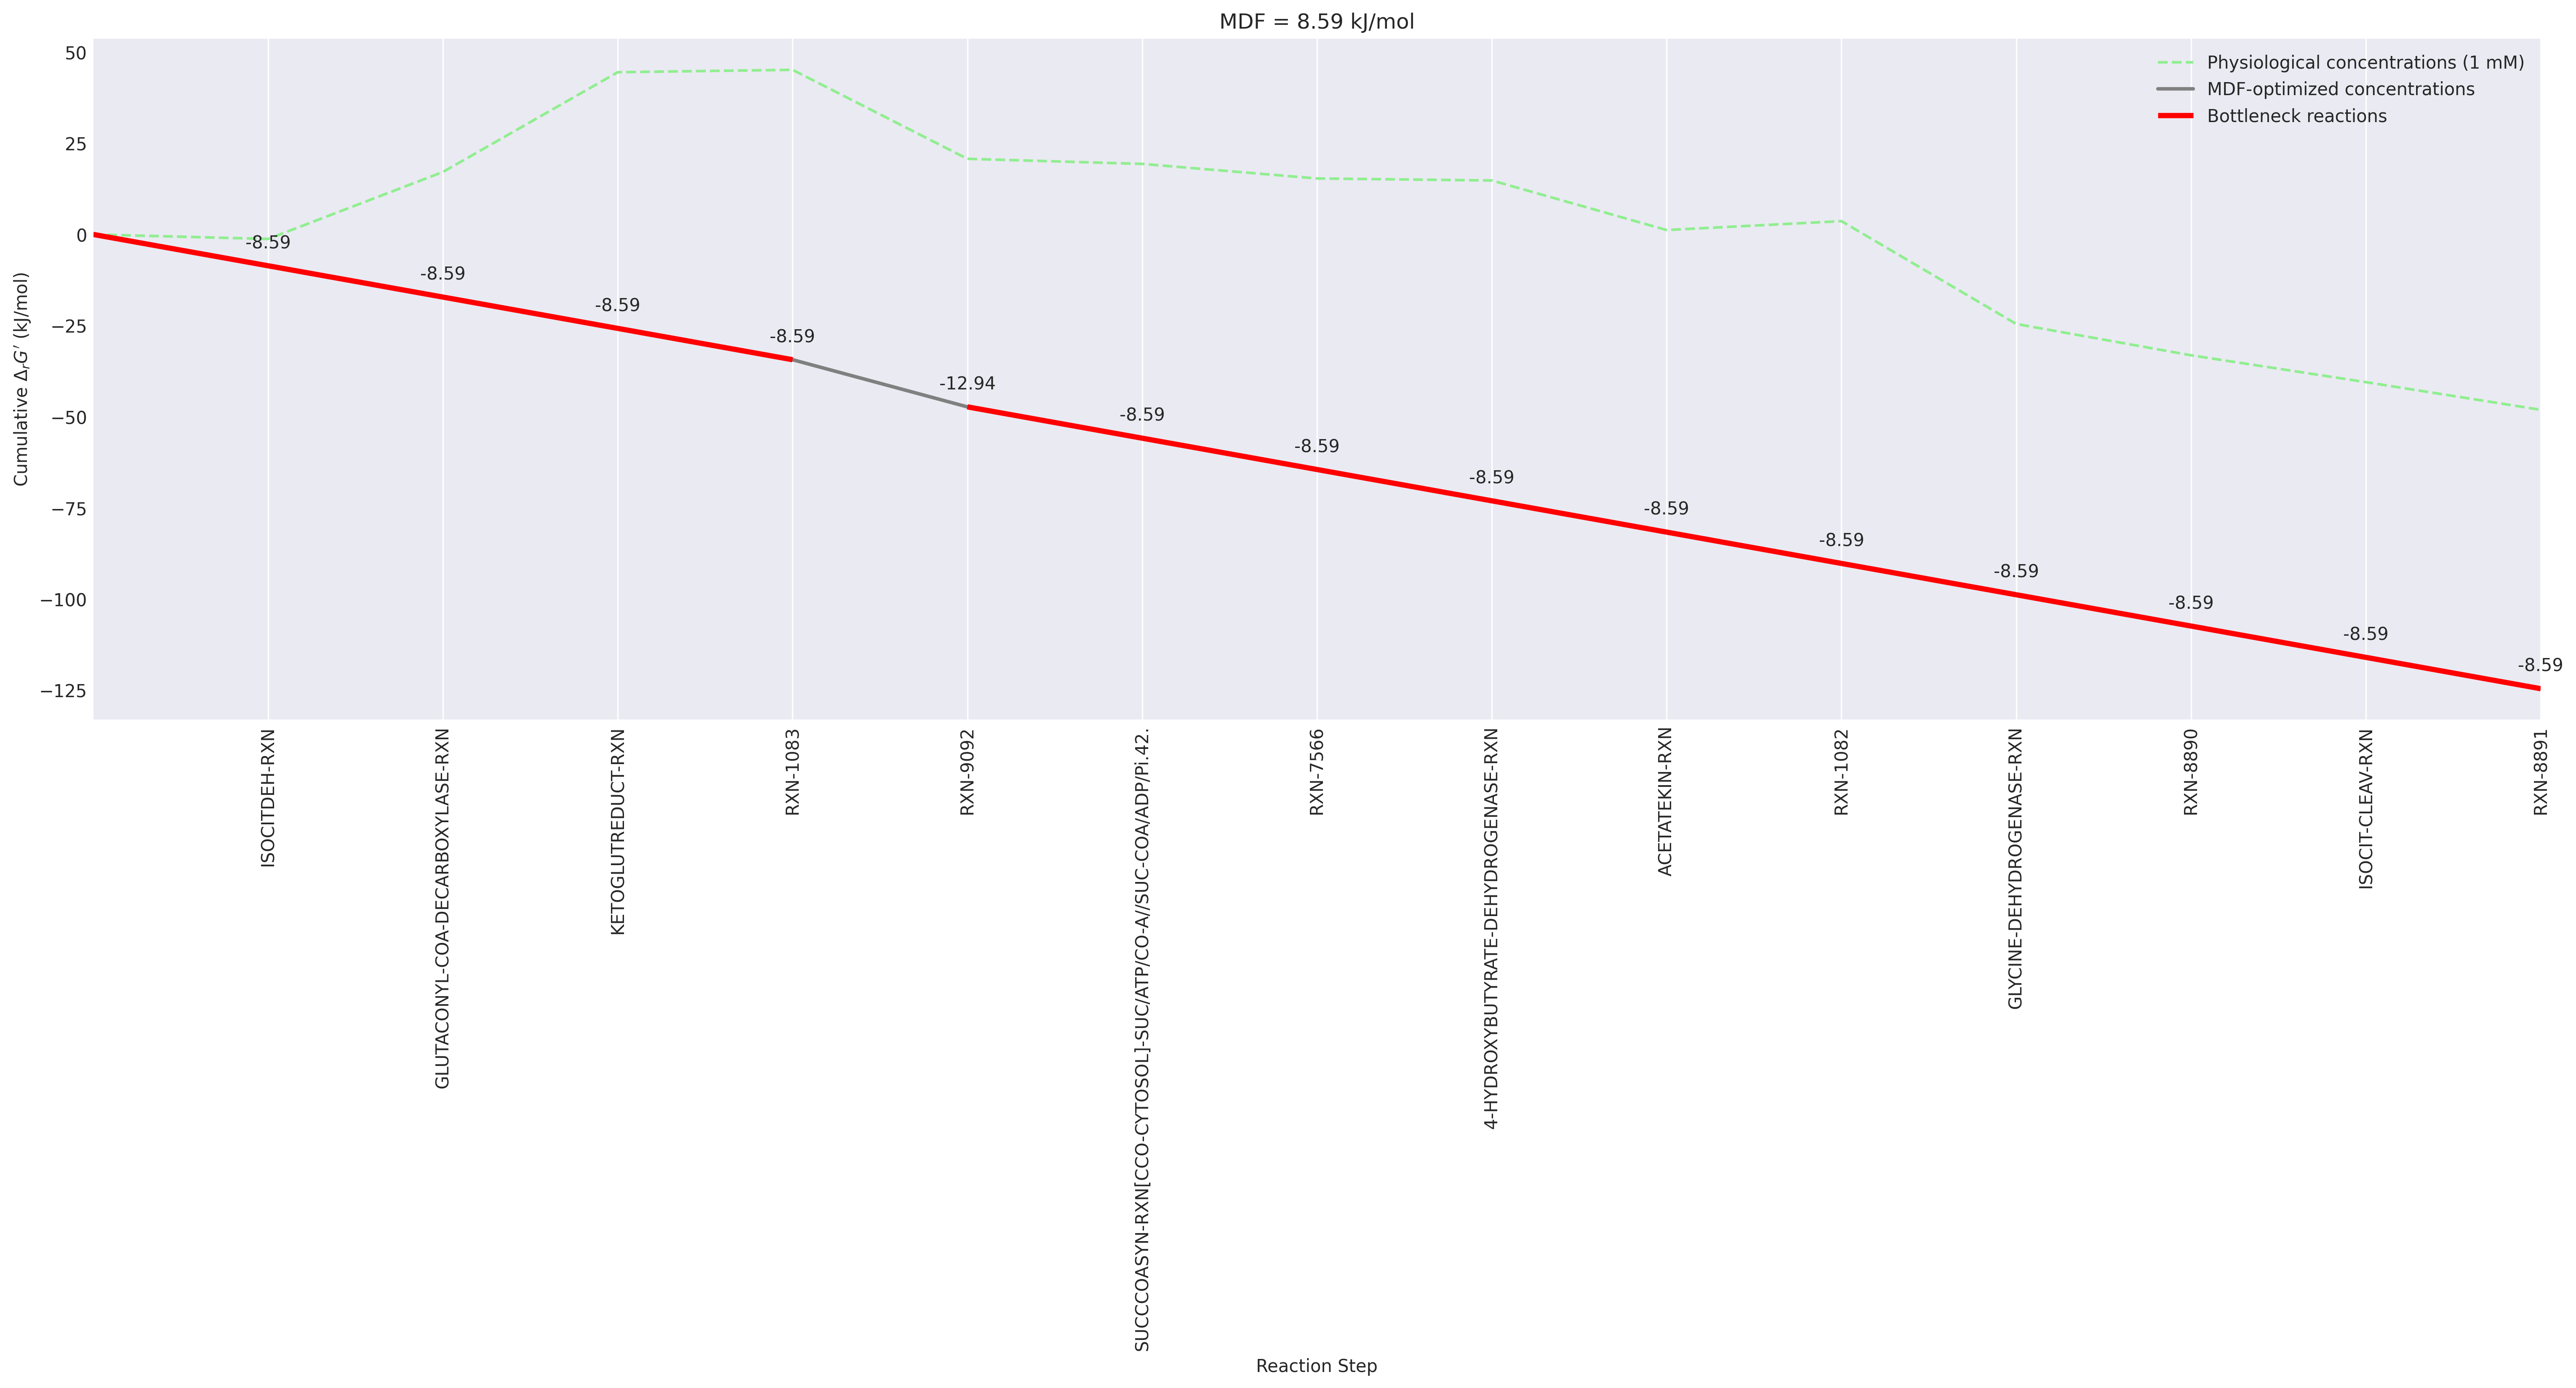 MDF = 8.59 kJ/mol
Physiological concentrations (1 mM)
MDF-optimized concentrations
Bottleneck reactions
Cumulative ΔrG′ (kJ/mol)
50
25
0
−25
−50
−75
−100
−125
-8.59
-8.59
-8.59
-8.59
-12.94
-8.59
-8.59
-8.59
-8.59
-8.59
-8.59
-8.59
-8.59
-8.59
ISOCITDEH-RXN
GLUTACONYL-COA-DECARBOXYLASE-RXN
KETOGLUTREDUCT-RXN
RXN-1083
RXN-9092
SUCCCOASYN-RXN[CCO-CYTOSOL]-SUC/ATP/CO-A//SUC-COA/ADP/Pi.42.
RXN-7566
4-HYDROXYBUTYRATE-DEHYDROGENASE-RXN
ACETATEKIN-RXN
RXN-1082
GLYCINE-DEHYDROGENASE-RXN
RXN-8890
ISOCIT-CLEAV-RXN
RXN-8891
Reaction Step